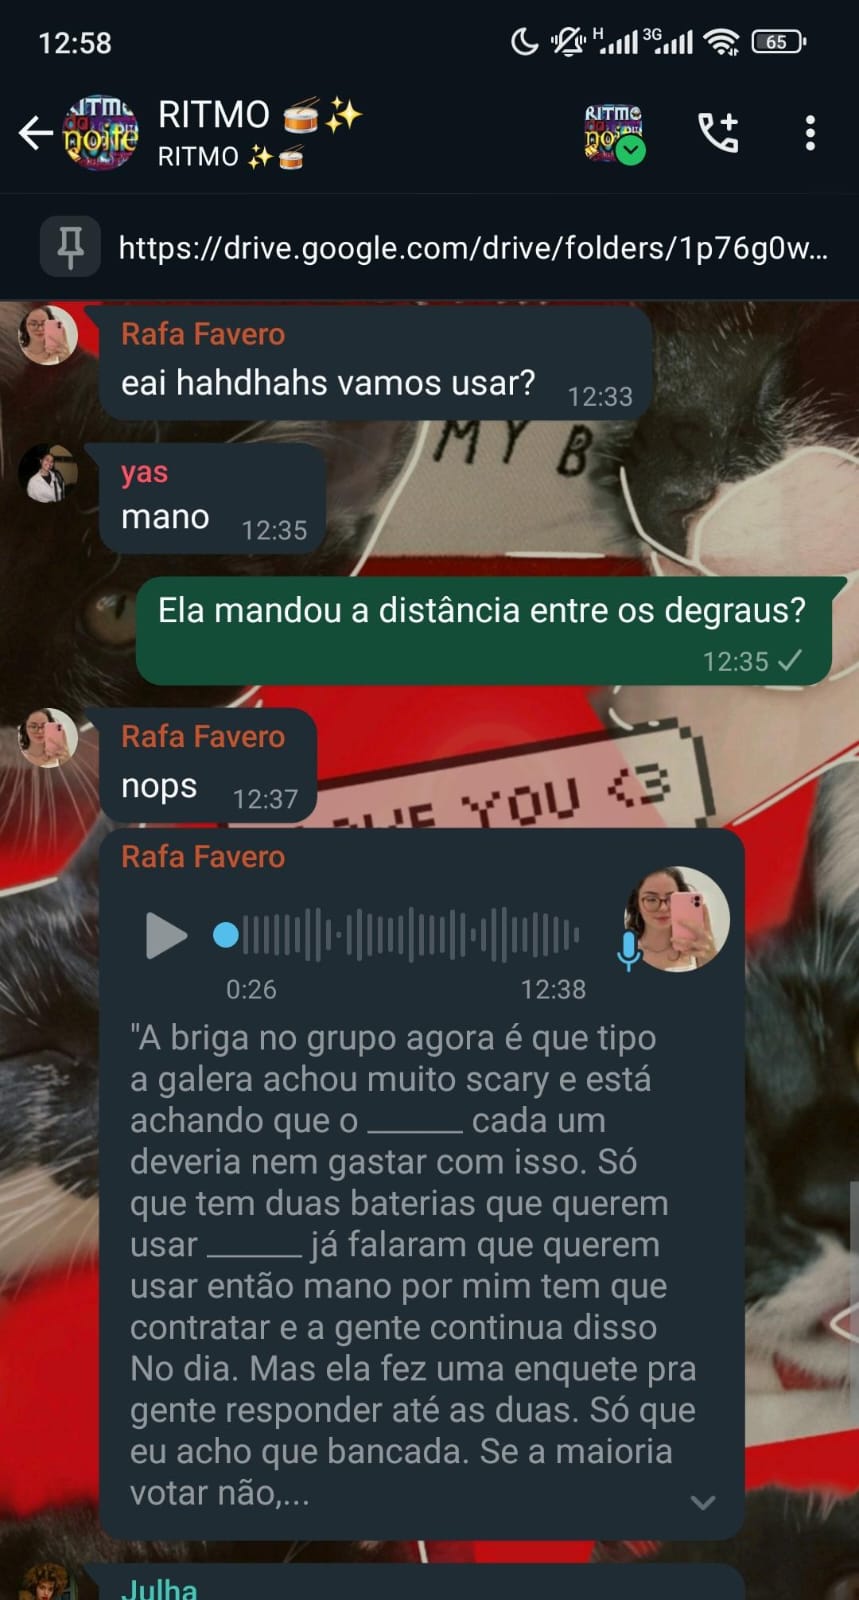 12:58
H
3G
65
RITMO 🥁✨
RITMO ✨🥁
https://drive.google.com/drive/folders/1p76g0w...
Rafa Favero
eai hahdhahs vamos usar?
12:33
MY B
yas
mano
12:35
Ela mandou a distância entre os degraus?
12:35
Rafa Favero
nops
12:37
YOU <3
Rafa Favero
0:26
12:38
"A briga no grupo agora é que tipo
a galera achou muito scary e está
achando que o ______ cada um
deveria nem gastar com isso. Só
que tem duas baterias que querem
usar ______ já falaram que querem
usar então mano por mim tem que
contratar e a gente continua disso
No dia. Mas ela fez uma enquete pra
gente responder até as duas. Só que
eu acho que bancada. Se a maioria
votar não,...
Julha